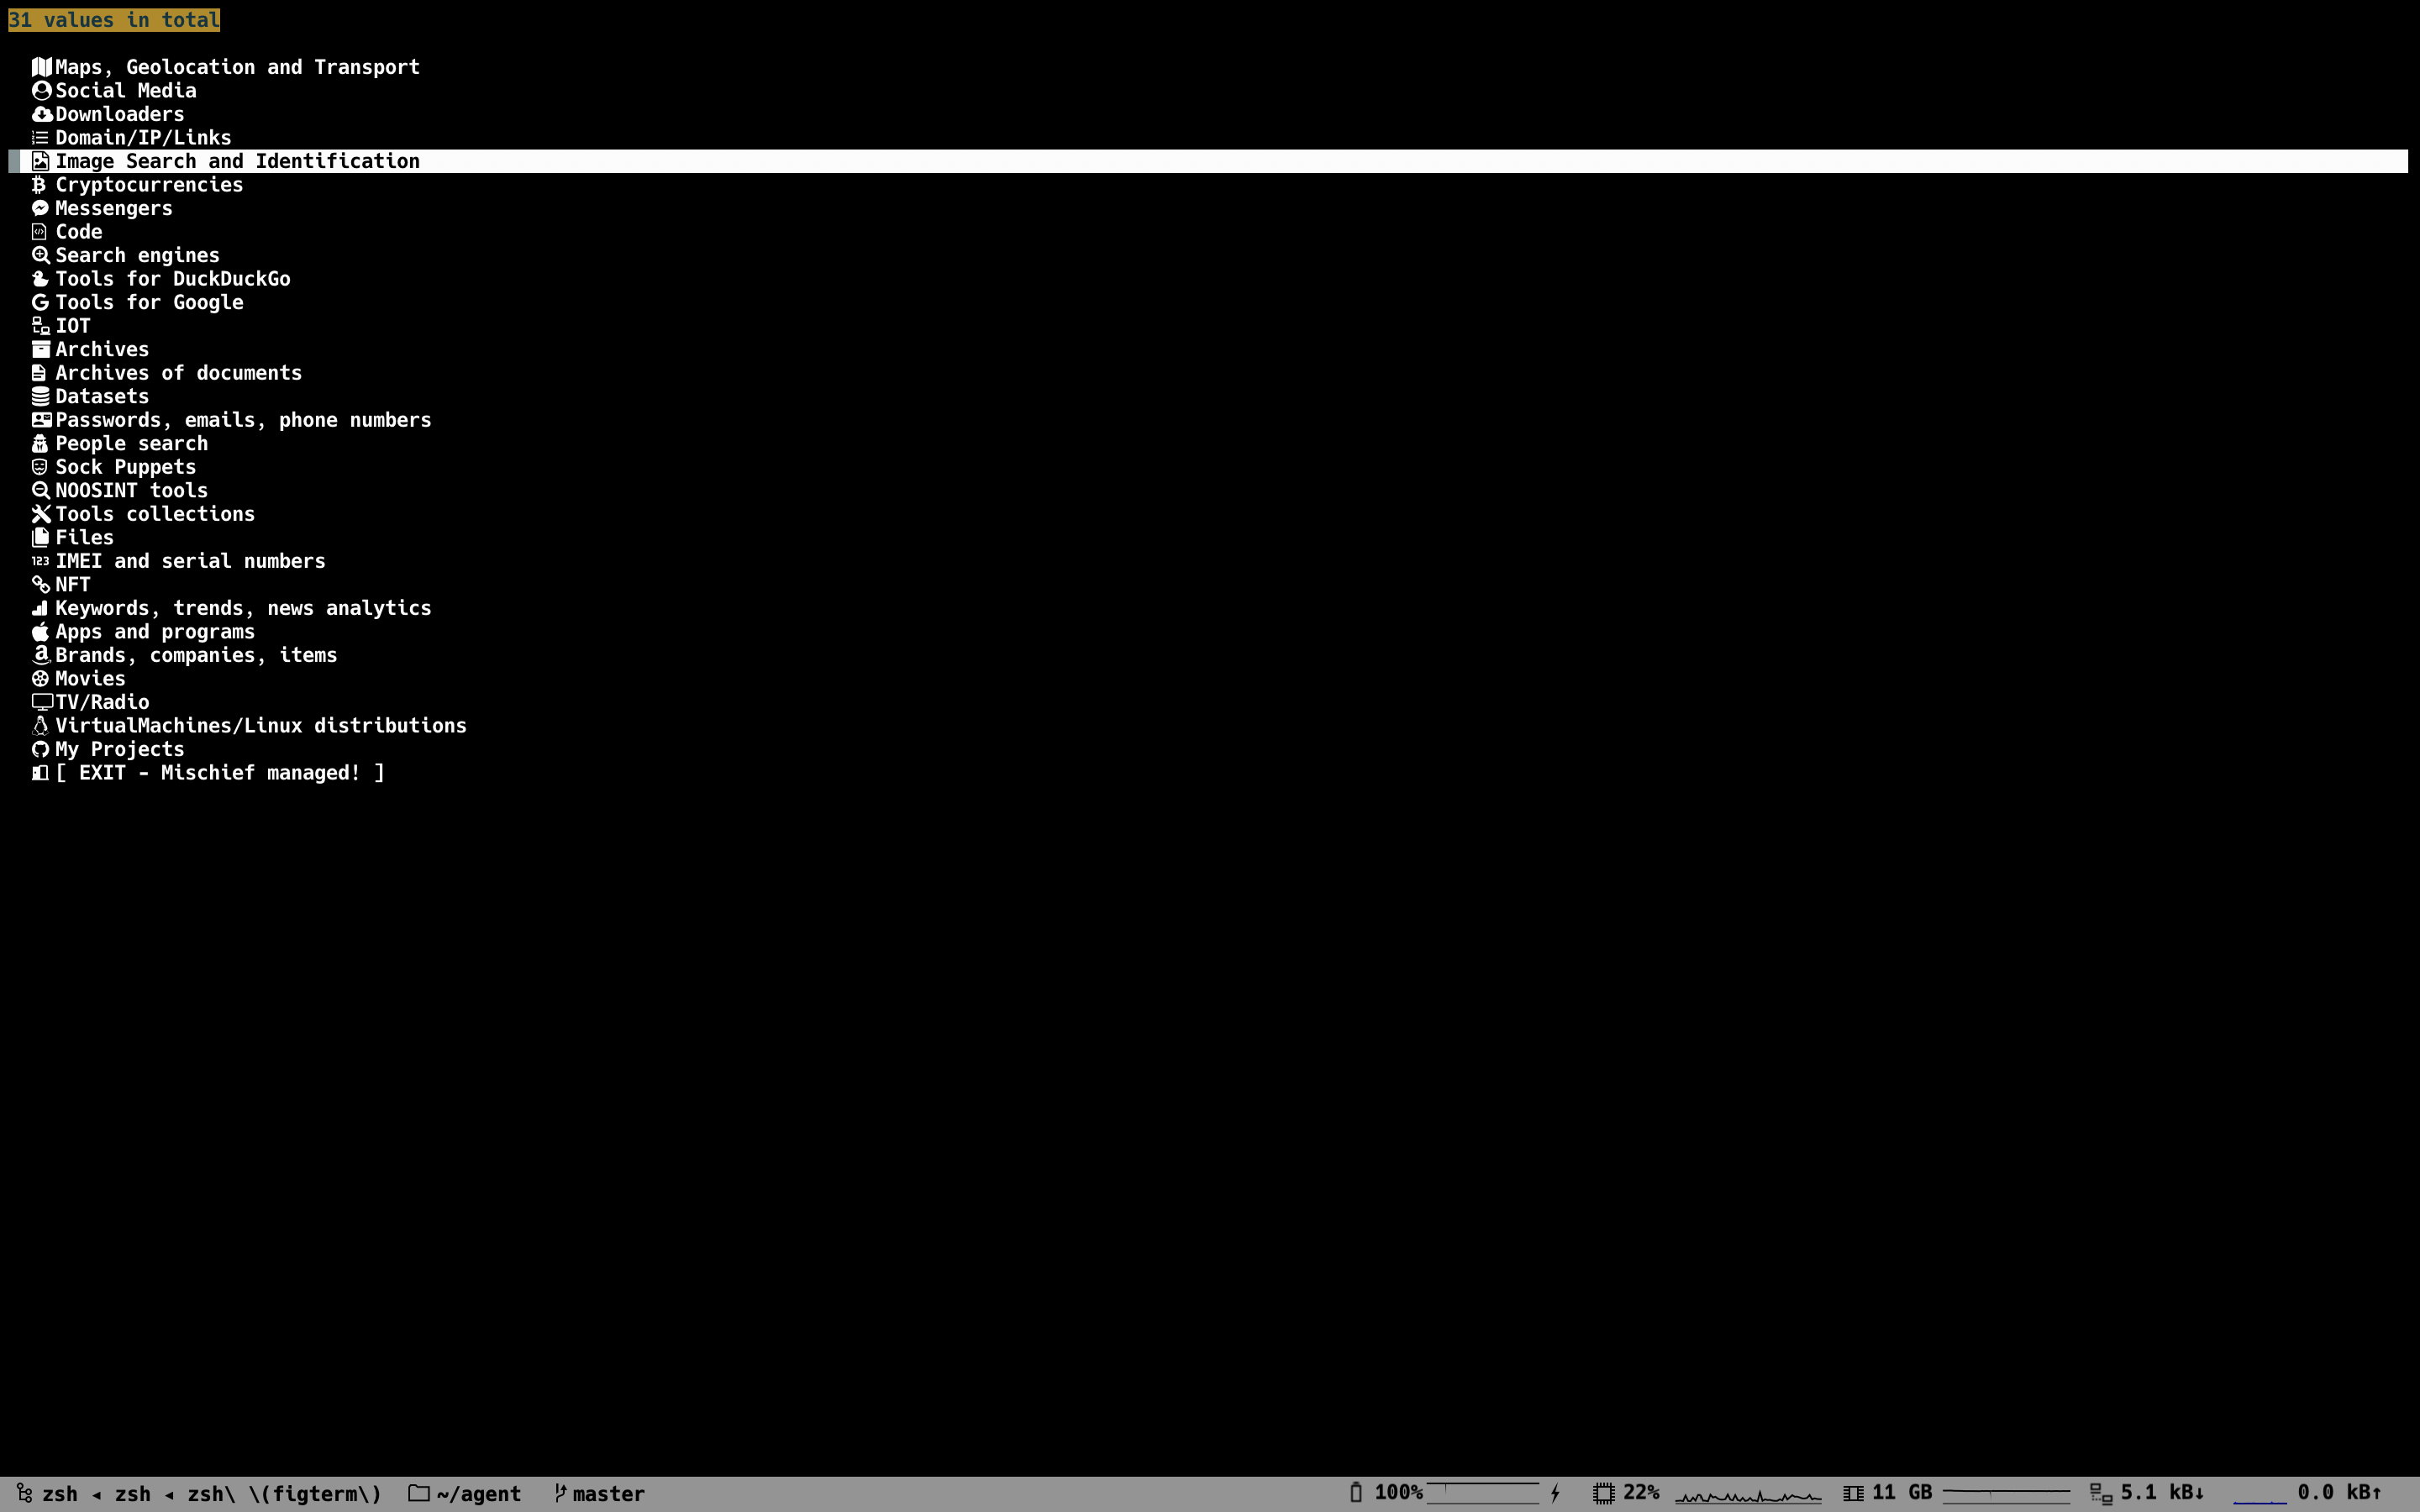 31 values in total
Maps, Geolocation and Transport
Social Media
Downloaders
Domain/IP/Links
Image Search and Identification
Cryptocurrencies
Messengers
Code
Search engines
Tools for DuckDuckGo
Tools for Google
IOT
Archives
Archives of documents
Datasets
Passwords, emails, phone numbers
People search
Sock Puppets
NOOSINT tools
Tools collections
Files
IMEI and serial numbers
NFT
Keywords, trends, news analytics
Apps and programs
Brands, companies, items
Movies
TV/Radio
VirtualMachines/Linux distributions
My Projects
[ EXIT - Mischief managed! ]
zsh ◂ zsh ◂ zsh\ \(figterm\) ~/agent master 100% 22% 11 GB 5.1 kB↓ 0.0 kB↑